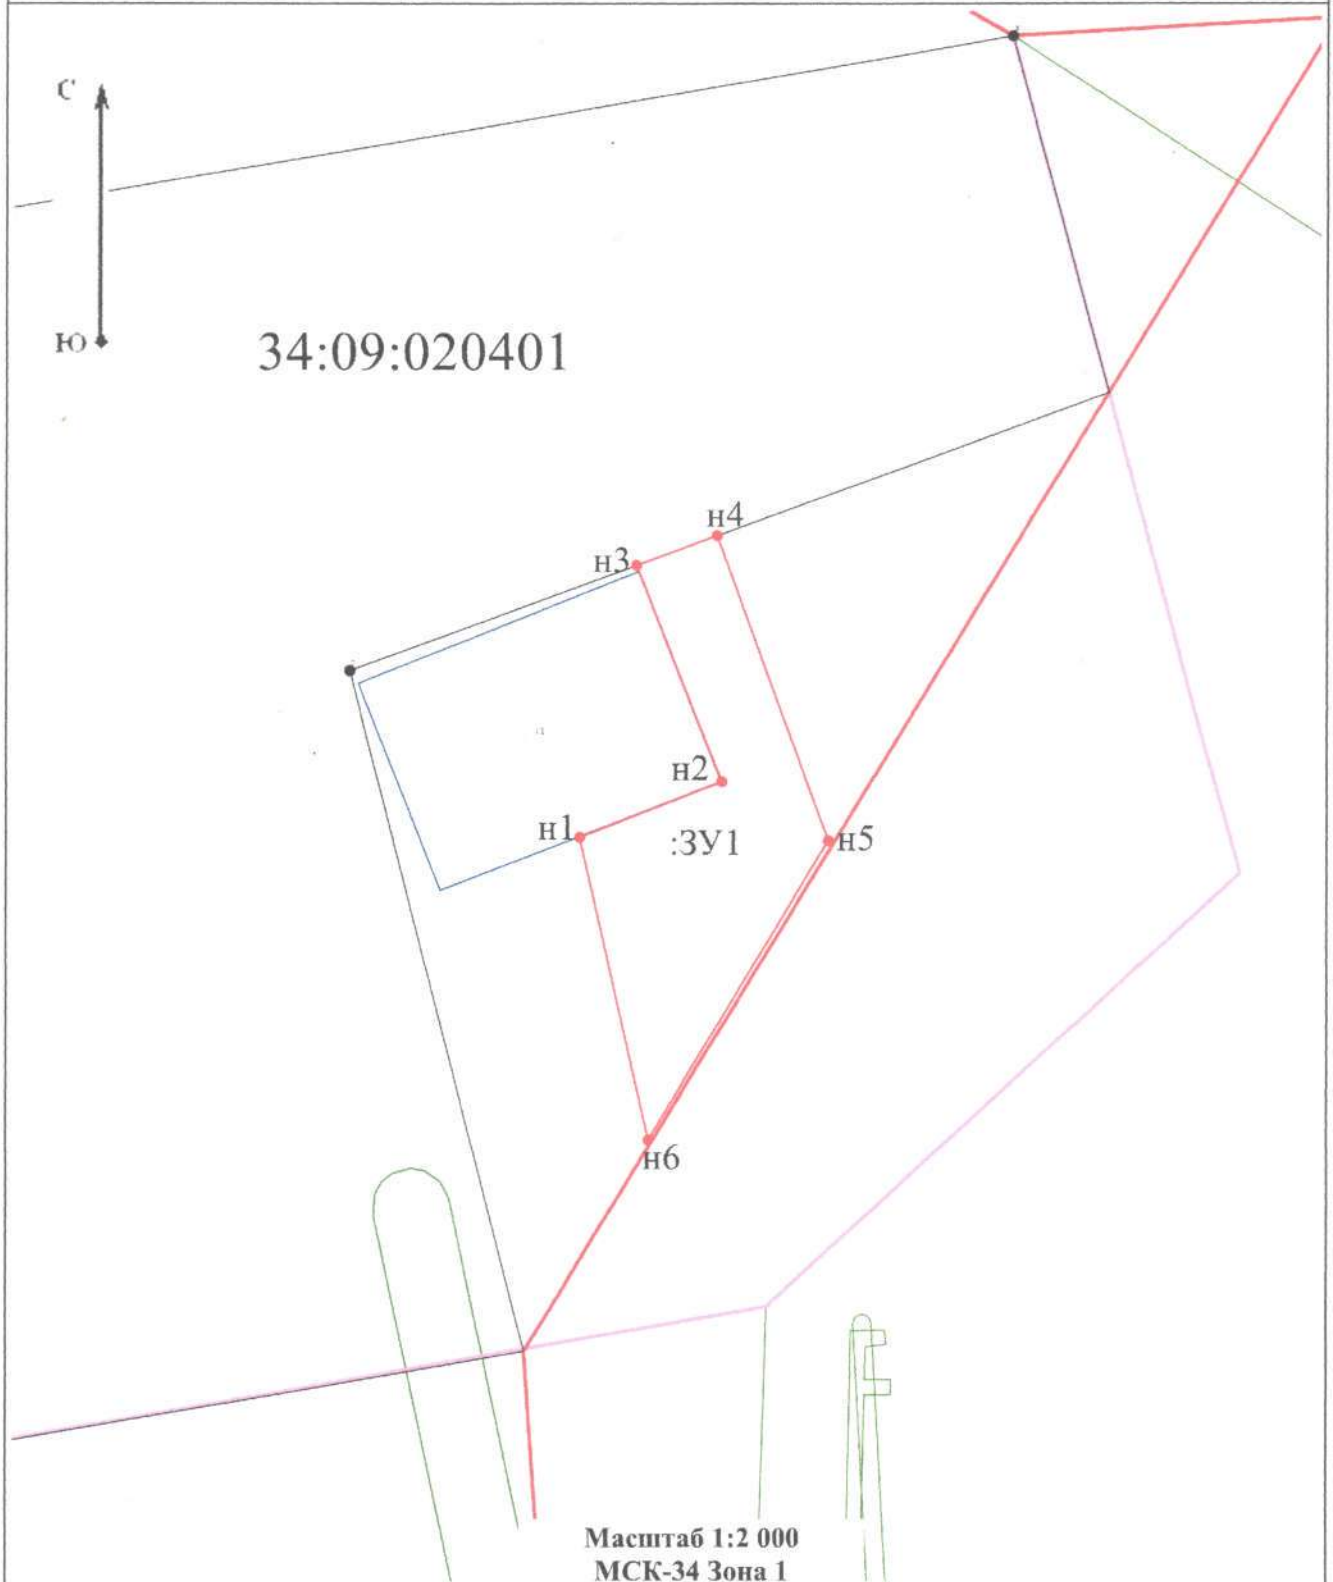 С
Ю
34:09:020401
н4
н3
н2
н1
:ЗУ1
н5
н6
Масштаб 1:2 000
МСК-34 Зона 1